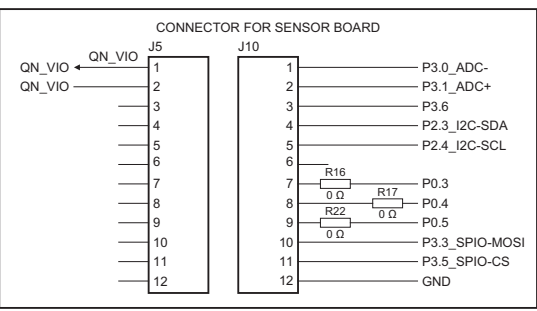 CONNECTOR FOR SENSOR BOARD
J5 J10
QN_VIO QN_VIO 1 1 P3.0_ADC-
QN_VIO 2 2 P3.1_ADC+
3 3 P3.6
4 4 P2.3_I2C-SDA
5 5 P2.4_I2C-SCL
6 6
7 7 R16 0 Ω P0.3
8 8 R17 0 Ω P0.4
9 9 R22 0 Ω P0.5
10 10 P3.3_SPIO-MOSI
11 11 P3.5_SPIO-CS
12 12 GND